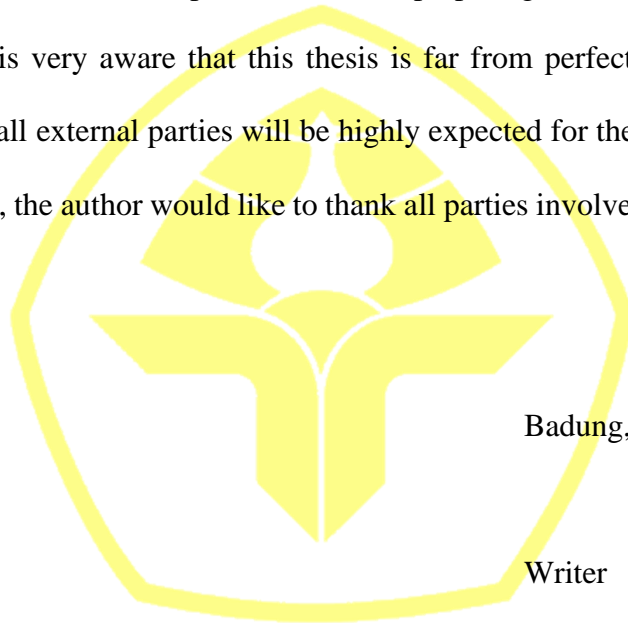 is very aware that this thesis is far from perfect
all external parties will be highly expected for the
, the author would like to thank all parties involve
Badung,
Writer